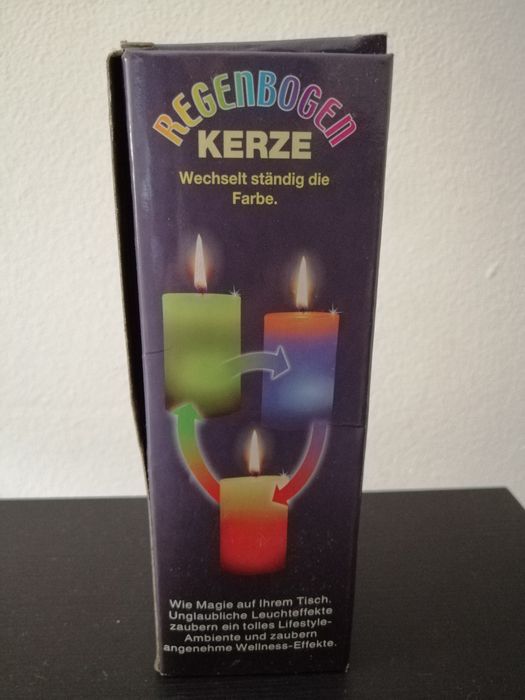 REGENBOGEN
KERZE
Wechselt ständig die
Farbe.
Wie Magie auf Ihrem Tisch.
Unglaubliche Leuchteffekte
zaubern ein tolles Lifestyle-
Ambiente und zaubern
angenehme Wellness-Effekte.